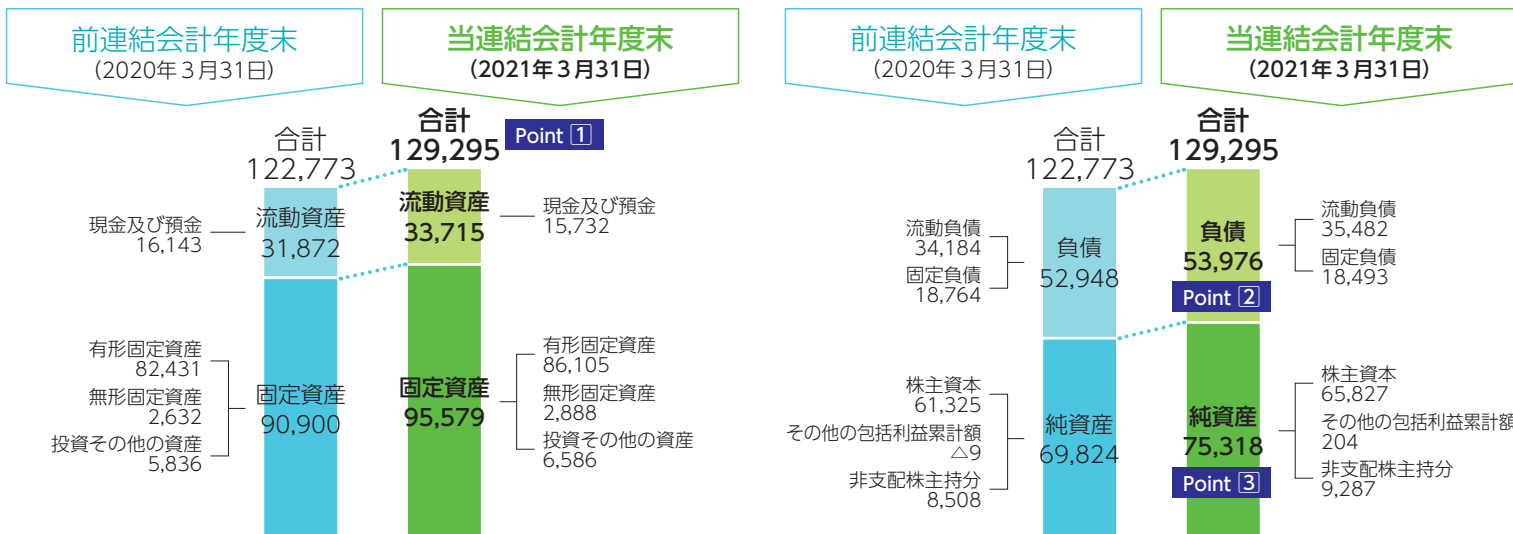 前連結会計年度末
(2020年3月31日)
当連結会計年度末
(2021年3月31日)
合計
122,773
合計
129,295
Point 1
現金及び預金
16,143
流動資産
31,872
流動資産
33,715
現金及び預金
15,732
有形固定資産
82,431
無形固定資産
2,632
投資その他の資産
5,836
固定資産
90,900
固定資産
95,579
有形固定資産
86,105
無形固定資産
2,888
投資その他の資産
6,586
前連結会計年度末
(2020年3月31日)
当連結会計年度末
(2021年3月31日)
合計
122,773
合計
129,295
流動負債
34,184
固定負債
18,764
負債
52,948
負債
53,976
Point 2
流動負債
35,482
固定負債
18,493
株主資本
61,325
その他の包括利益累計額
△9
非支配株主持分
8,508
純資産
69,824
純資産
75,318
Point 3
株主資本
65,827
その他の包括利益累計額
204
非支配株主持分
9,287